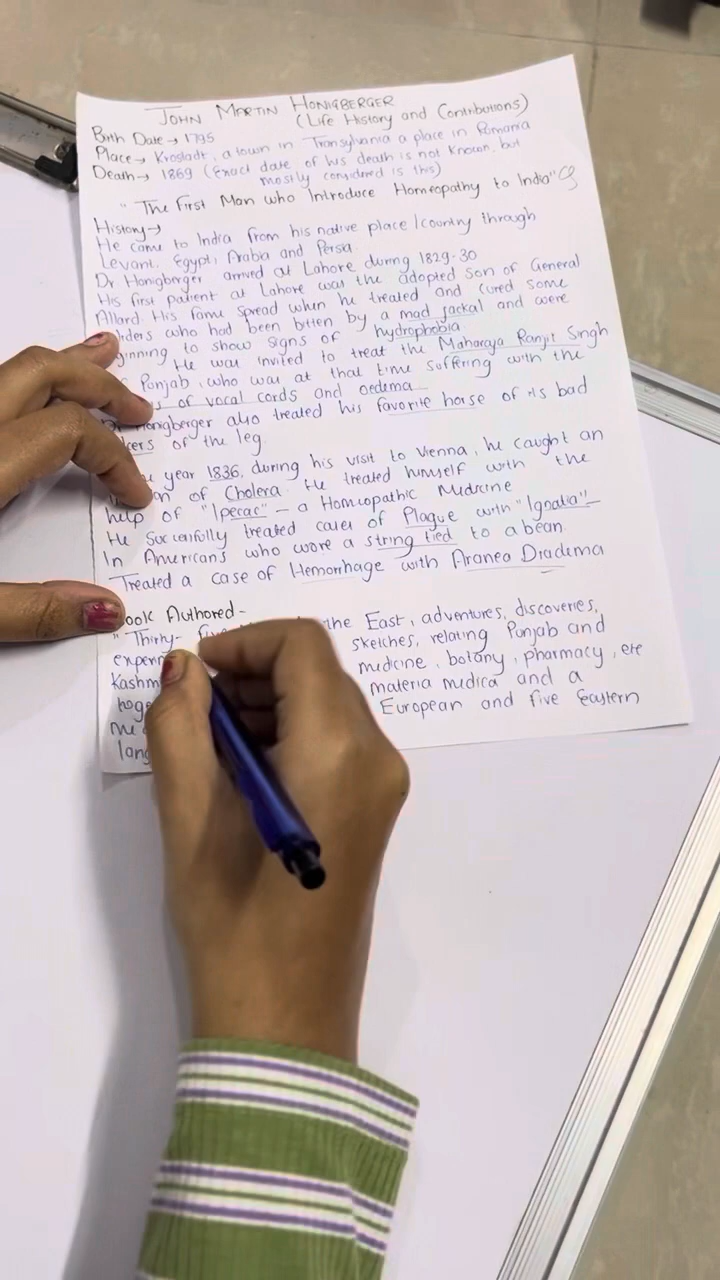 JOHN MARTIN HONIGBERGER
(Life History and Contributions)
Birth Date → 1795
Place → Krostadt, a town in Transylvania a place in Romania
Death → 1869 (Exact date of his death is not known, but
mostly considered is this)
"The First Man who Introduce Homeopathy to India"
History →
He came to India from his native place/country through
Levant, Egypt, Arabia and Persia.
Dr Honigberger arrived at Lahore during 1829-30
His first patient at Lahore was the adopted son of General
Allard. His fame spread when he treated and cured some
who had been bitten by a mad jackal and were
to show signs of hydrophobia
He was invited to treat the Maharaja Ranjit Singh
Punjab, who was at that time suffering with the
of vocal cords and oedema
Honigberger also treated his favorite horse of his bad
of the leg.
year 1836, during his visit to Vienna, he caught an
of Cholera. He treated himself with the
help of "Ipecac" - a Homeopathic Medicine
He Successfully treated cases of Plague with "Ignatia" -
In Americans who wore a string tied to a bean
Treated a case of Hemorrhage with Aranea Diadema
Authored -
"Thirty- the East, adventures, discoveries,
sketches, relating Punjab and
medicine, botany, pharmacy, etc
materia medica and a
European and five Eastern